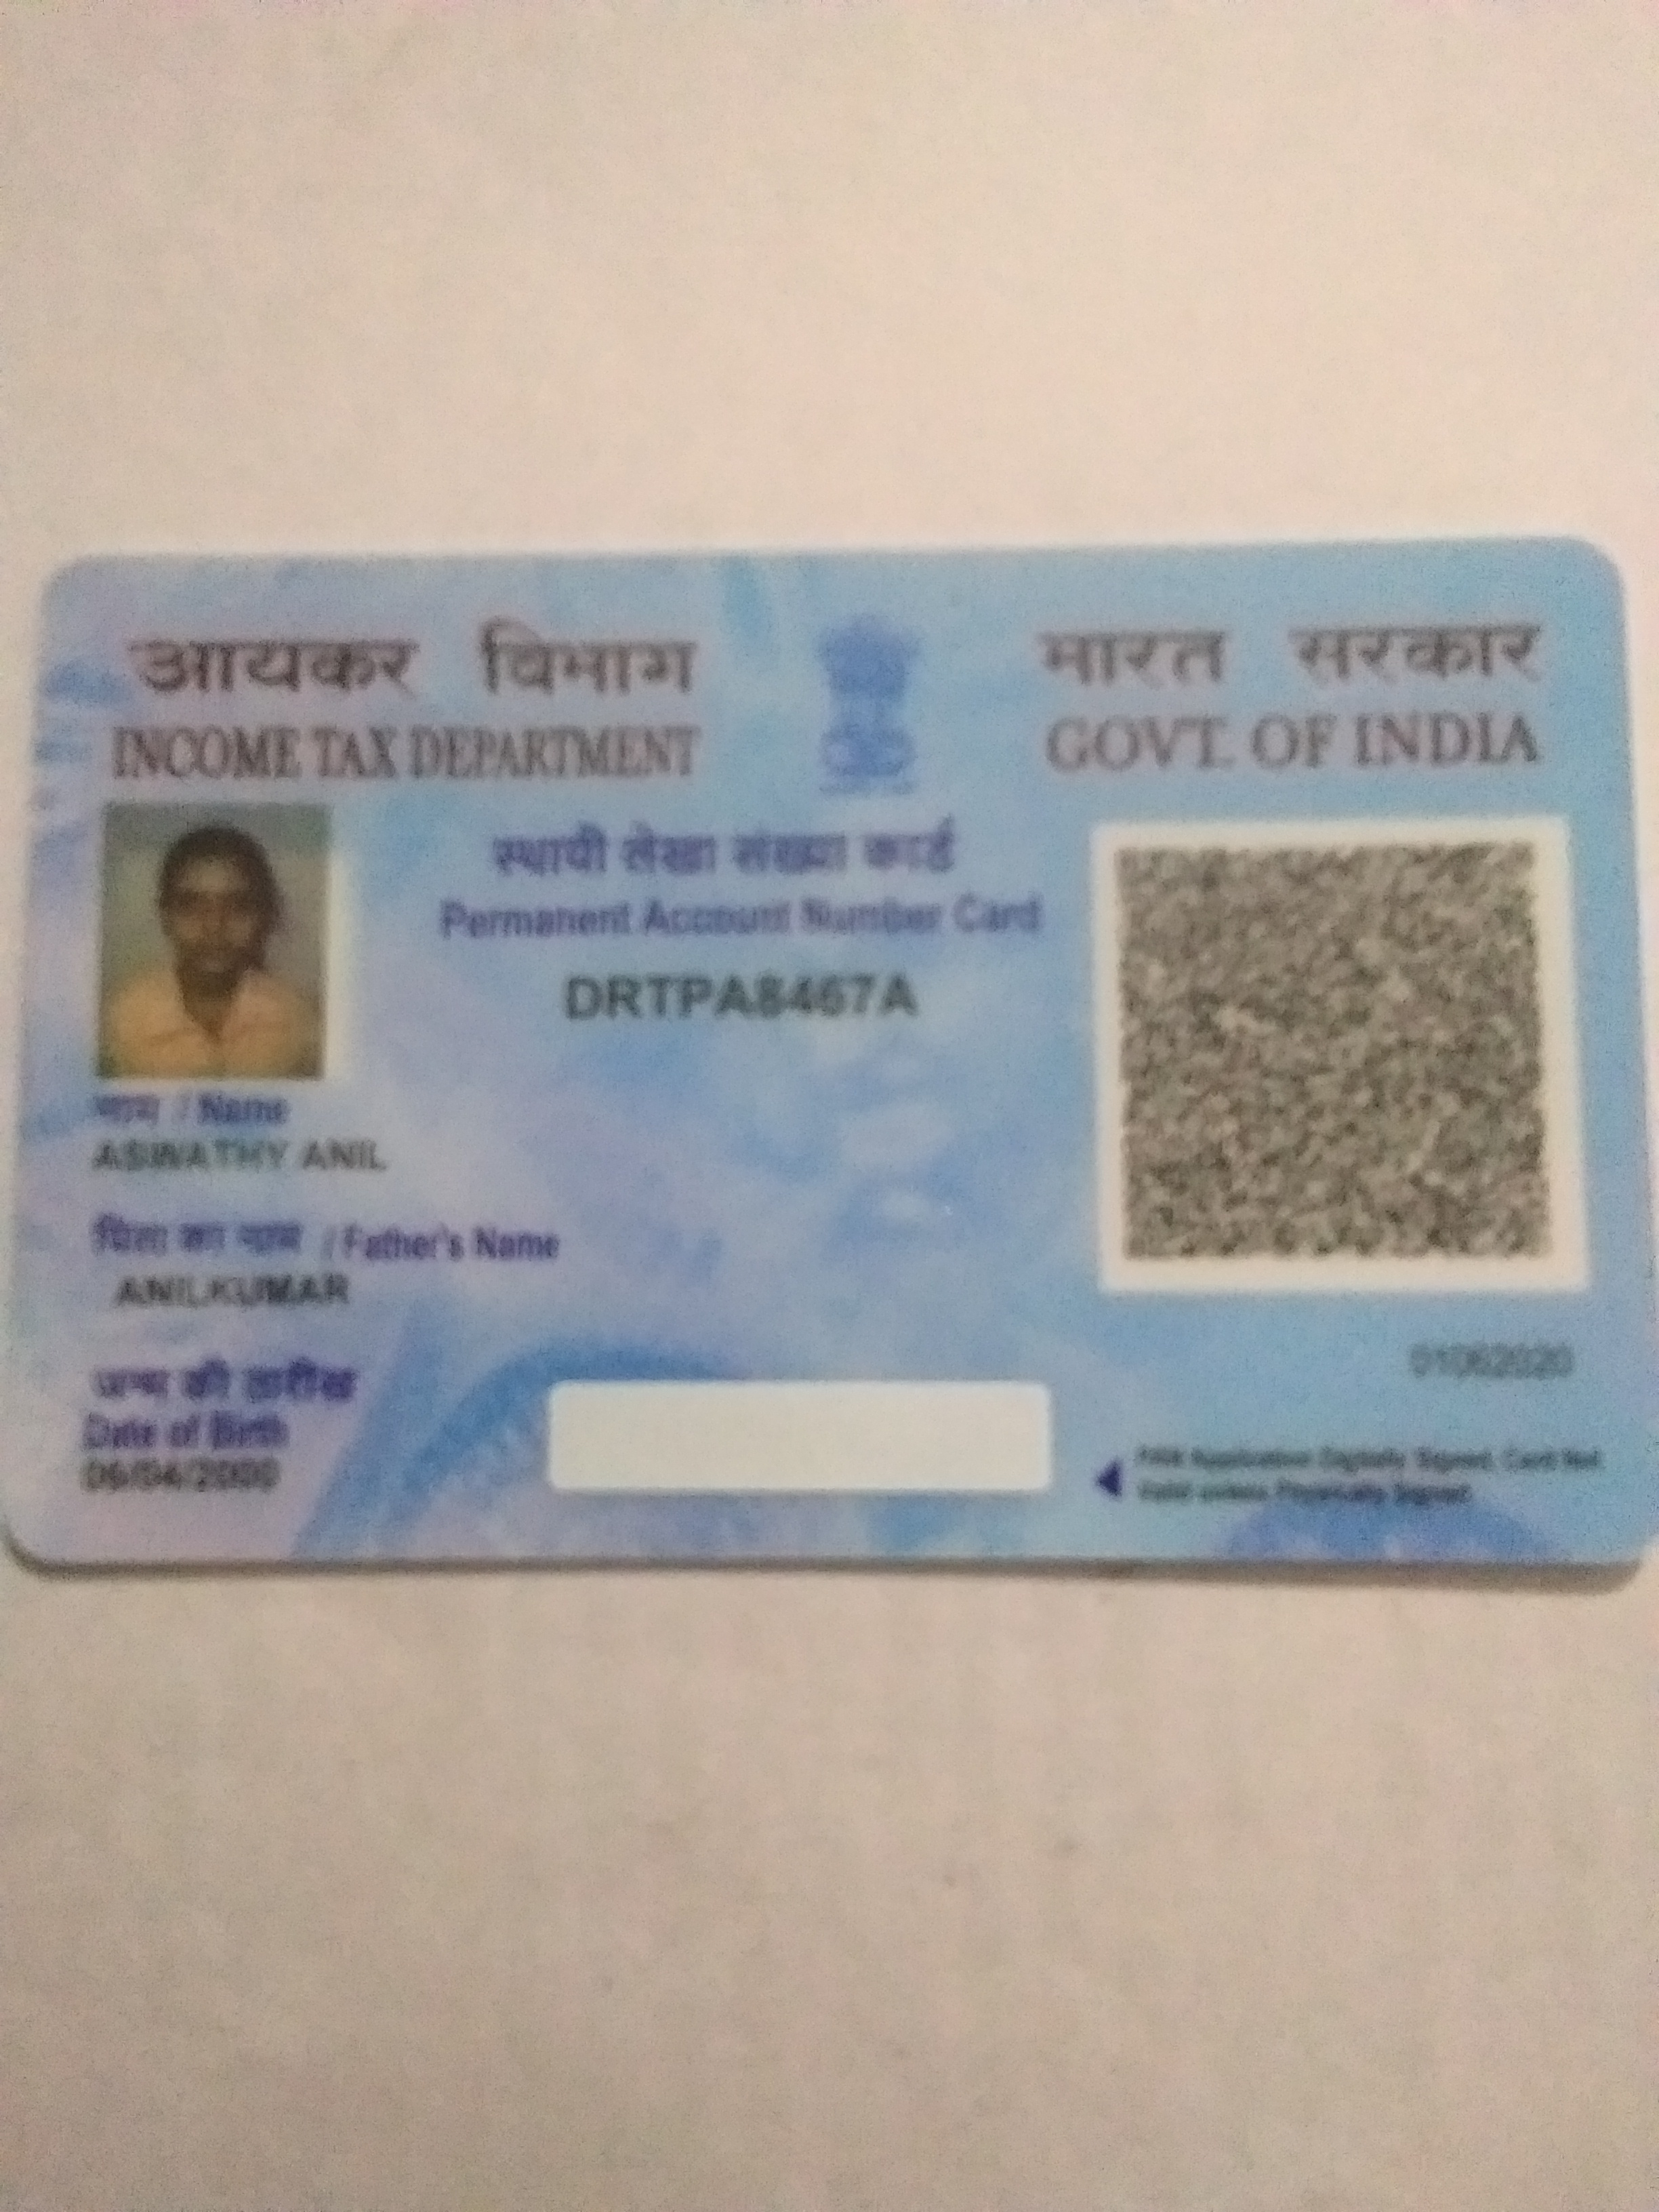 आयकर विभाग
INCOME TAX DEPARTMENT
भारत सरकार
GOVT. OF INDIA
स्थायी लेखा संख्या कार्ड
Permanent Account Number Card
DRTPA8467A
नाम / Name
ASWATHY ANIL
पिता का नाम / Father's Name
ANILKUMAR
जन्म की तारीख
Date of Birth
06/04/2000
01062020
PAN Application Digitally Signed, Card Not
Valid unless Physically Signed